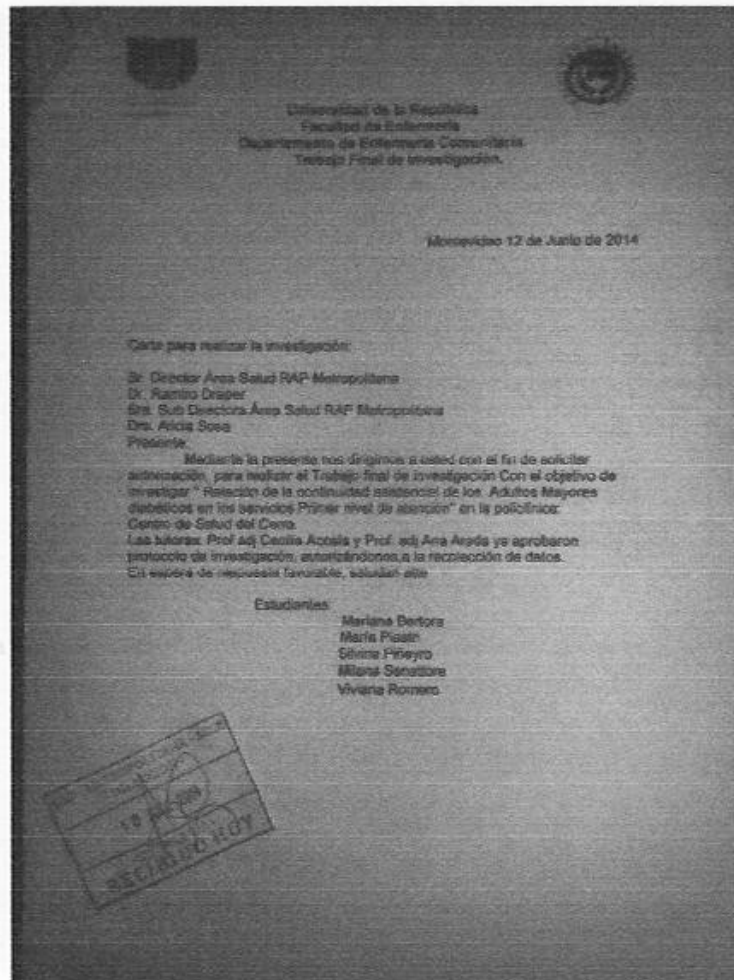 Universidad de la República
Facultad de Enfermería
Departamento de Enfermería Comunitaria
Trabajo Final de Investigación.
Montevideo 12 de Junio de 2014
Carta para realizar la investigación:
Sr. Director Área Salud RAP Metropolitana
Dr. Ramiro Draper
Sra. Sub Directora Área Salud RAP Metropolitana
Dra. Alicia Sosa
Presente.
Mediante la presente nos dirigimos a usted con el fin de solicitar
autorización, para realizar el Trabajo final de investigación Con el objetivo de
investigar " Relación de la continuidad asistencial de los Adultos Mayores
diabéticos en los servicios Primer nivel de atención" en la policlínica:
Centro de Salud del Cerro.
Las tutoras: Prof adj Cecilia Acosta y Prof. adj Ana ya aprobaron
protocolo de investigación, autorizándonos a la recolección de datos.
En espera de respuesta favorable, saludan atte
Estudiantes:
Mariana Bertora
María
Silvina Piñeyro
Milena Senattore
Viviana Romero
RECIBIDO HOY